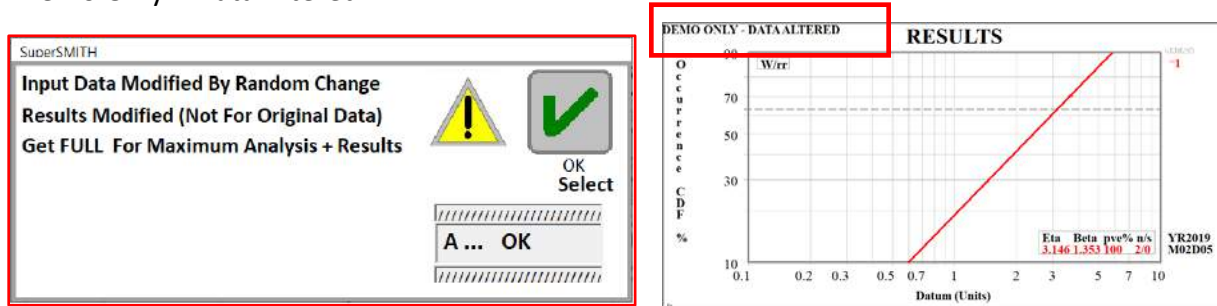 SuperSMITH
Input Data Modified By Random Change
Results Modified (Not For Original Data)
Get FULL For Maximum Analysis + Results
OK
Select
A ... OK
DEMO ONLY - DATA ALTERED
RESULTS
W/rr
Occurrence CDF %
90
70
50
30
10
0.1 0.2 0.3 0.5 0.7 1 2 3 5 7 10
Datum (Units)
Eta Beta pve% n/s
3.146 1.353 100 2/0
YR2019
M02D05
1